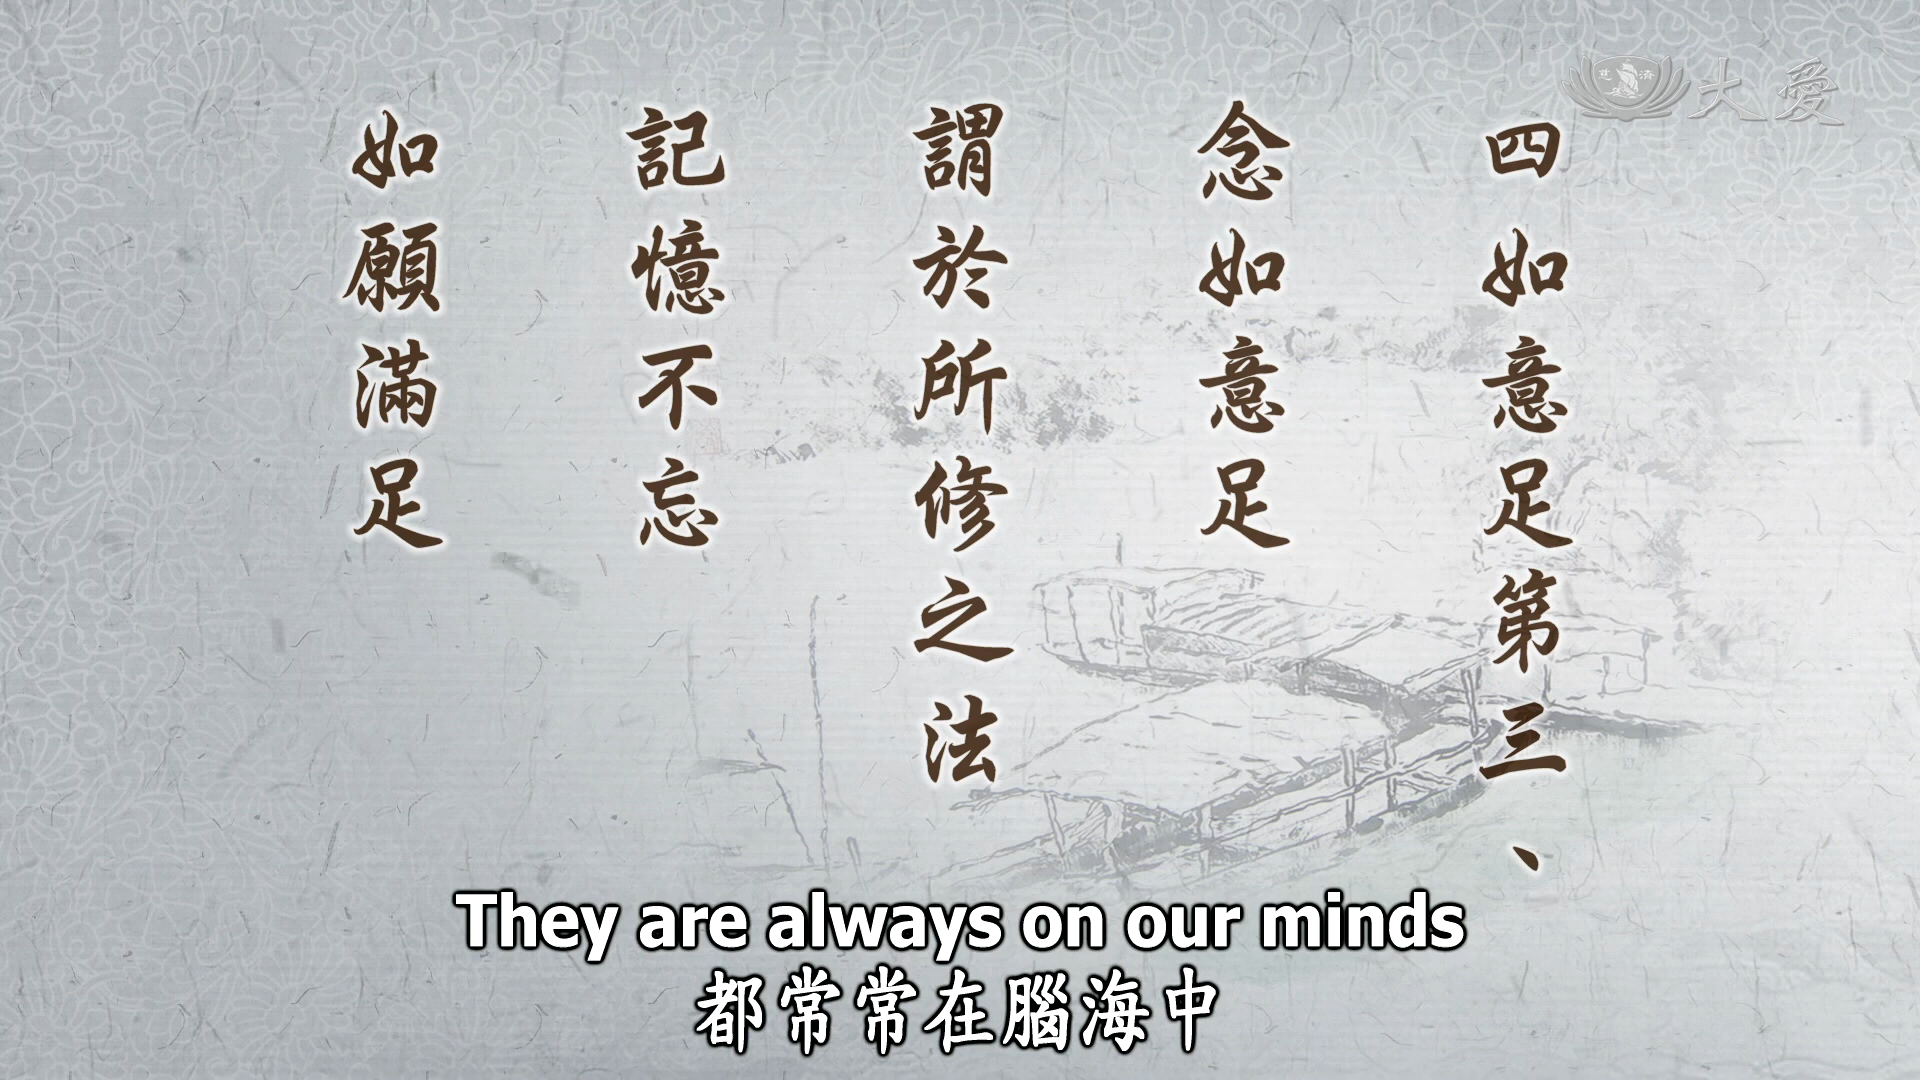 慈濟
大愛
四如意足第三、
念如意足
謂於所修之法
記憶不忘
如願滿足
They are always on our minds
都常常在腦海中